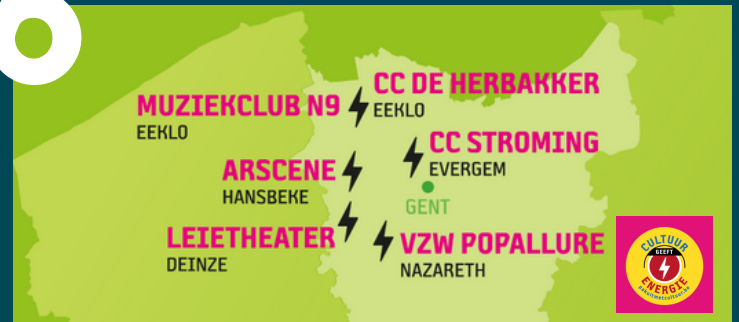 CC DE HERBAKKER
EEKLO
MUZIEKCLUB N9
EEKLO
CC STROMING
EVERGEM
ARSCENE
HANSBEKE
GENT
LEIETHEATER
DEINZE
VZW POPALLURE
NAZARETH
CULTUUR
GEEFT
ENERGIE